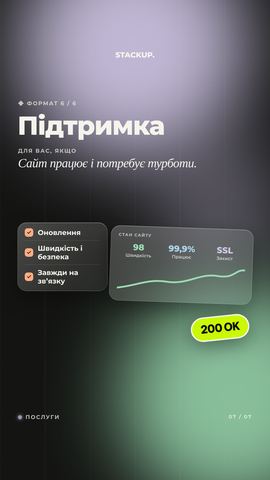 STACKUP.
ФОРМАТ 6 / 6
Підтримка
ДЛЯ ВАС, ЯКЩО
Сайт працює і потребує турботи.
Оновлення
Швидкість і
безпека
Завжди на
зв'язку
СТАН САЙТУ
98 99,9% SSL
Швидкість Працює Захист
200 OK
ПОСЛУГИ 07 / 07